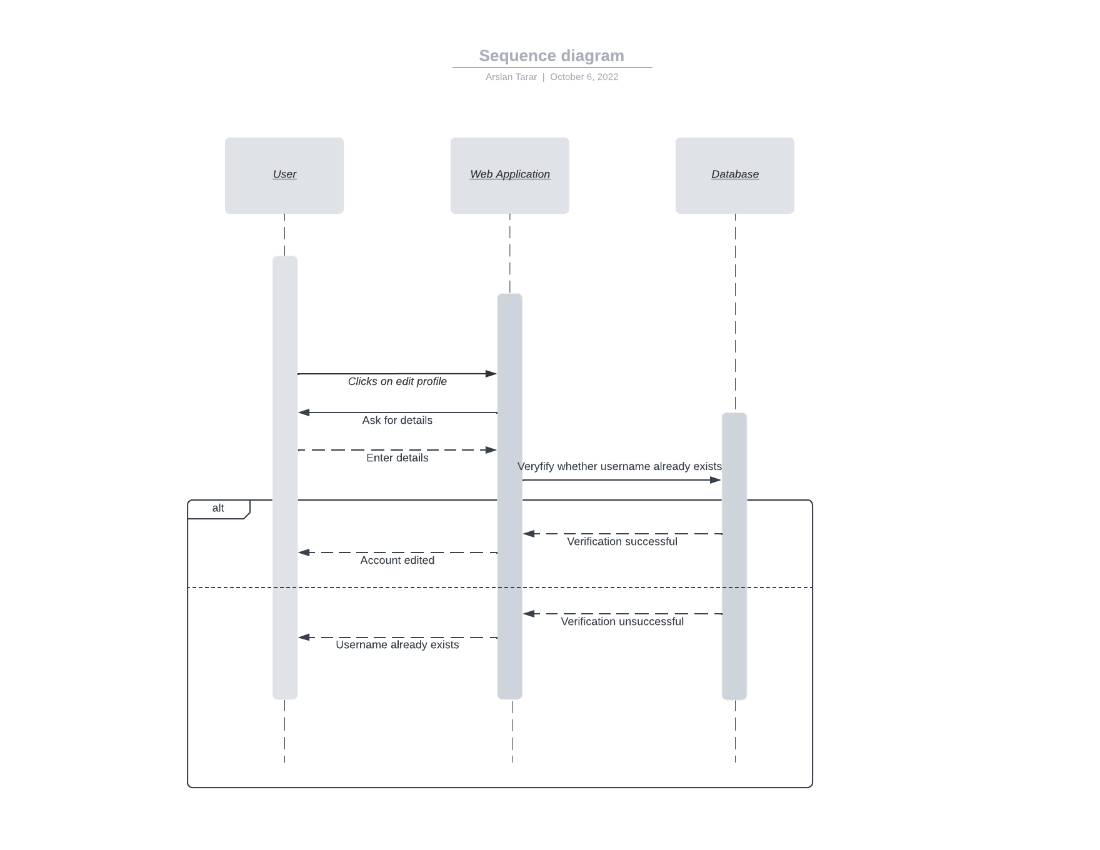 Sequence diagram
Arslan Tarar | October 6, 2022
User
Web Application
Database
Clicks on edit profile
Ask for details
Enter details
Veryfify whether username already exists
alt
Verification successful
Account edited
Verification unsuccessful
Username already exists